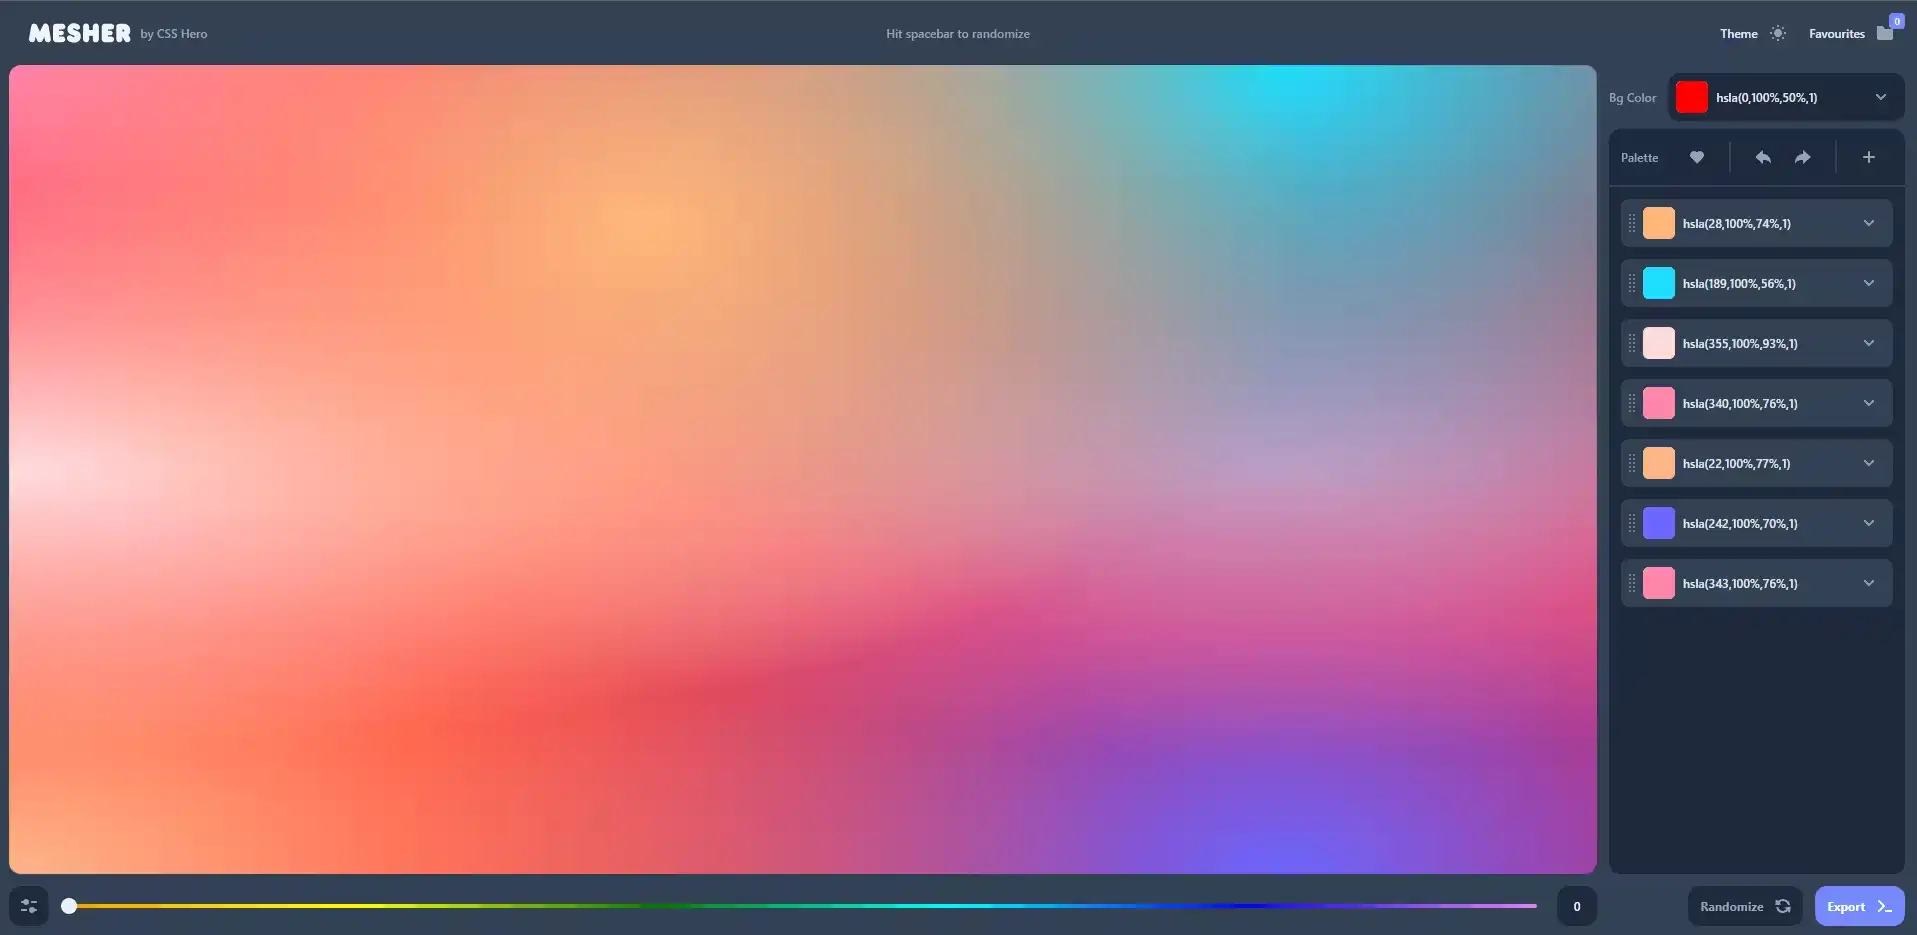 MESHER by CSS Hero
Hit spacebar to randomize
Theme
Favourites
0
Bg Color
hsla(0,100%,50%,1)
Palette
hsla(28,100%,74%,1)
hsla(189,100%,56%,1)
hsla(355,100%,93%,1)
hsla(340,100%,76%,1)
hsla(22,100%,77%,1)
hsla(242,100%,70%,1)
hsla(343,100%,76%,1)
0
Randomize
Export